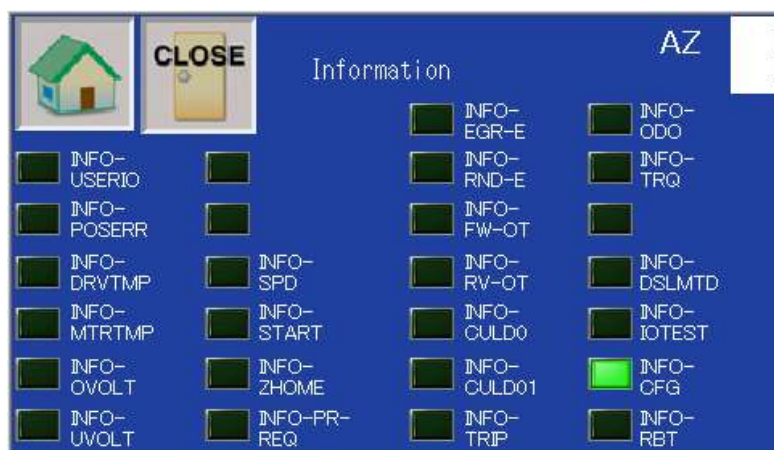 CLOSE
Information
AZ
INFO-
EGR-E
INFO-
ODO
INFO-
USERIO
INFO-
RND-E
INFO-
TRQ
INFO-
POSERR
INFO-
FW-OT
INFO-
DRVTMP
INFO-
SPD
INFO-
RV-OT
INFO-
DSLMTD
INFO-
MTRTMP
INFO-
START
INFO-
CULD0
INFO-
IOTEST
INFO-
OVOLT
INFO-
ZHOME
INFO-
CULD01
INFO-
CFG
INFO-
UVOLT
INFO-PR-
REQ
INFO-
TRIP
INFO-
RBT